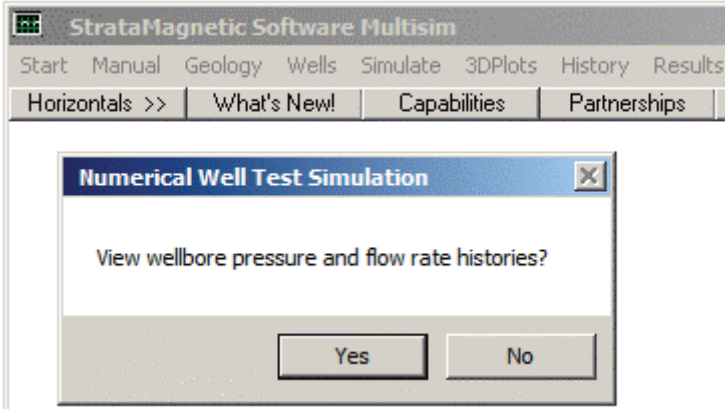 StrataMagnetic Software Multisim
Start Manual Geology Wells Simulate 3DPlots History Results
Horizontals >> What's New! Capabilities Partnerships
Numerical Well Test Simulation
View wellbore pressure and flow rate histories?
Yes No